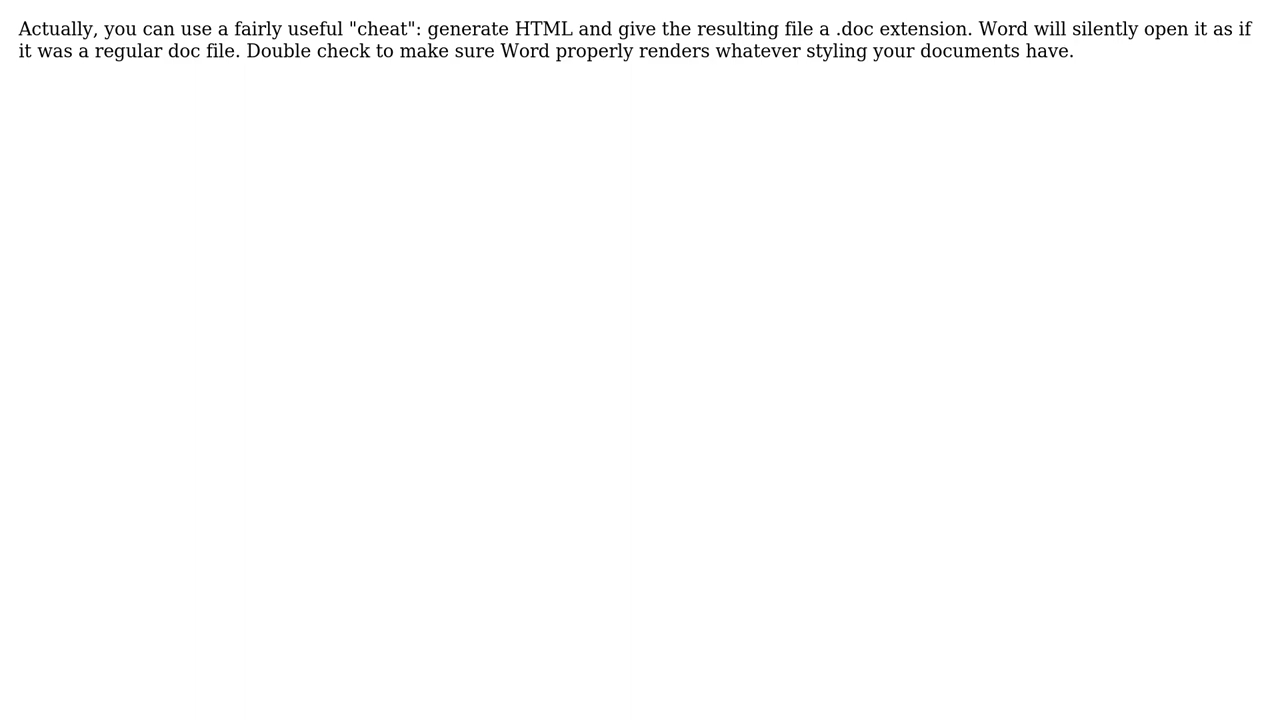 Actually, you can use a fairly useful "cheat": generate HTML and give the resulting file a .doc extension. Word will silently open it as if
it was a regular doc file. Double check to make sure Word properly renders whatever styling your documents have.